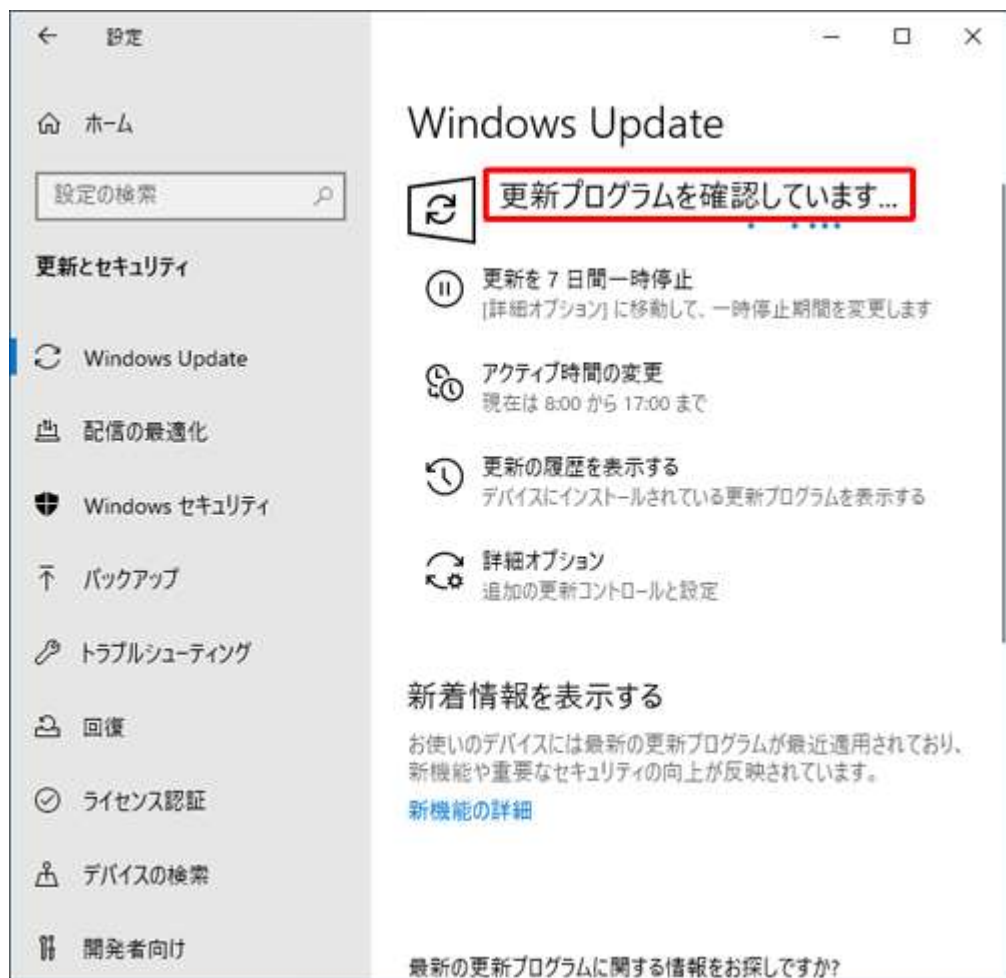 設定
ホーム
設定の検索
更新とセキュリティ
Windows Update
配信の最適化
Windows セキュリティ
バックアップ
トラブルシューティング
回復
ライセンス認証
デバイスの検索
開発者向け
Windows Update
更新プログラムを確認しています...
更新を 7 日間一時停止
[詳細オプション] に移動して、一時停止期間を変更します
アクティブ時間の変更
現在は 8:00 から 17:00 まで
更新の履歴を表示する
デバイスにインストールされている更新プログラムを表示する
詳細オプション
追加の更新コントロールと設定
新着情報を表示する
お使いのデバイスには最新の更新プログラムが最近適用されており、
新機能や重要なセキュリティの向上が反映されています。
新機能の詳細
最新の更新プログラムに関する情報をお探しですか?